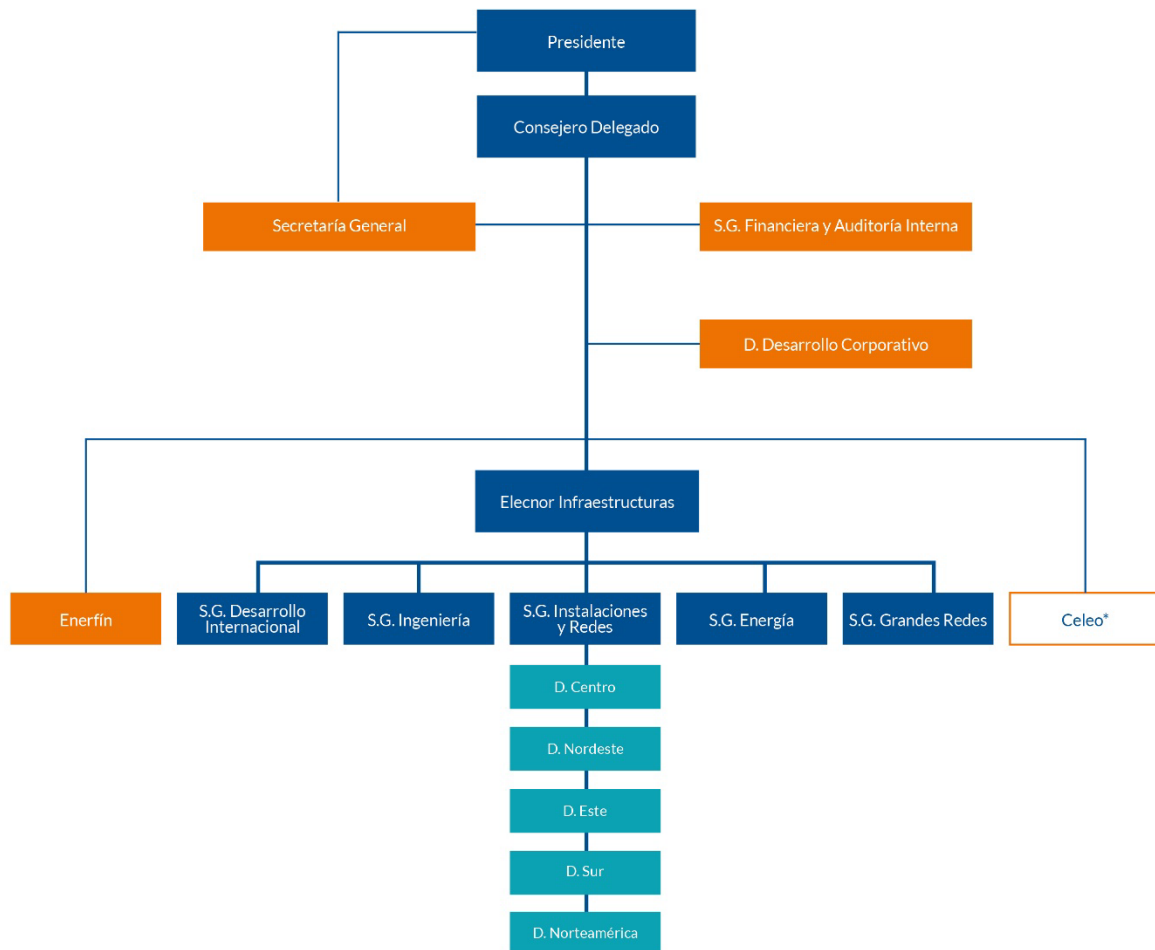 Presidente
Consejero Delegado
Secretaría General
S.G. Financiera y Auditoría Interna
D. Desarrollo Corporativo
Elecnor Infraestructuras
Enerfín
S.G. Desarrollo
Internacional
S.G. Ingeniería
S.G. Instalaciones
y Redes
S.G. Energía
S.G. Grandes Redes
Celeo*
D. Centro
D. Nordeste
D. Este
D. Sur
D. Norteamérica